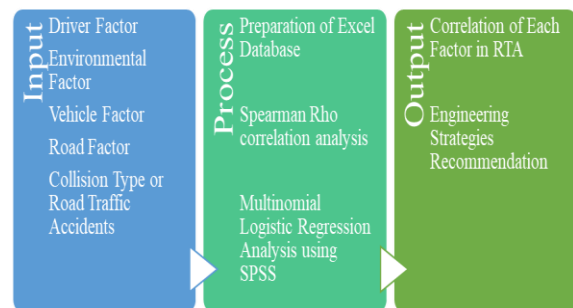 Input
Driver Factor
Environmental
Factor
Vehicle Factor
Road Factor
Collision Type or
Road Traffic
Accidents
Process
Preparation of Excel
Database
Spearman Rho
correlation analysis
Multinomial
Logistic Regression
Analysis using
SPSS
Output
Correlation of Each
Factor in RTA
Engineering
Strategies
Recommendation